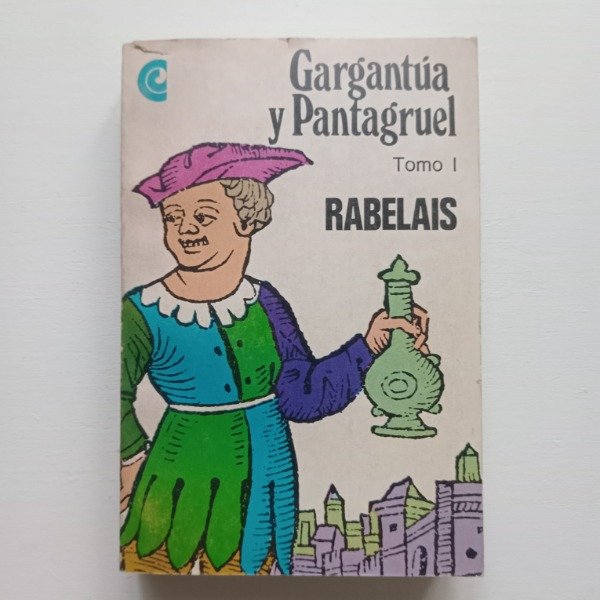 Gargantúa
y Pantagruel
Tomo I
RABELAIS